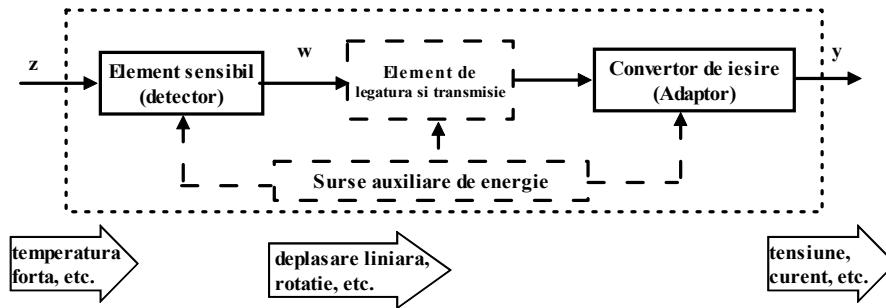 z
Element sensibil
(detector)
w
Element de
legatura si transmisie
Convertor de iesire
(Adaptor)
y
Surse auxiliare de energie
temperatura
forta, etc.
deplasare liniara,
rotatie, etc.
tensiune,
curent, etc.